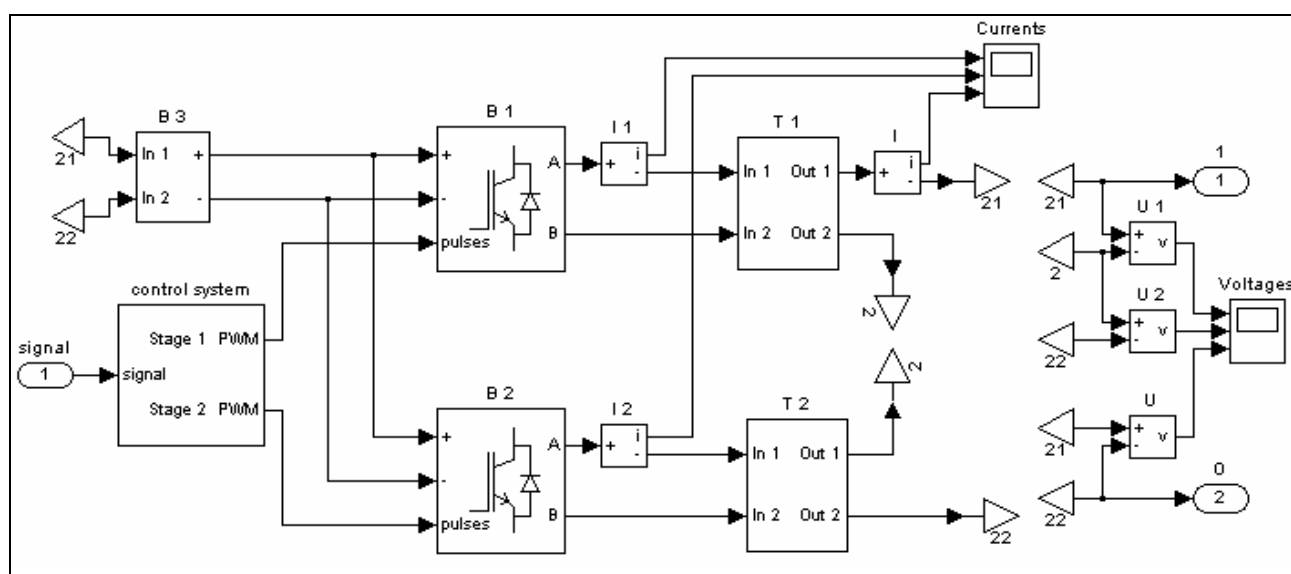 Currents
B 3
B 1
I 1
T 1
I
21
In 1
+
22
In 2
-
+
-
pulses
A
B
+
i
-
In 1
Out 1
In 2
Out 2
+
i
-
21
21
1
1
U 1
+
-
v
2
U 2
+
-
v
22
Voltages
control system
Stage 1 PWM
signal
Stage 2 PWM
signal
1
2
2
B 2
+
-
pulses
A
B
I 2
+
i
-
T 2
In 1
Out 1
In 2
Out 2
22
U
21
+
-
v
22
0
2